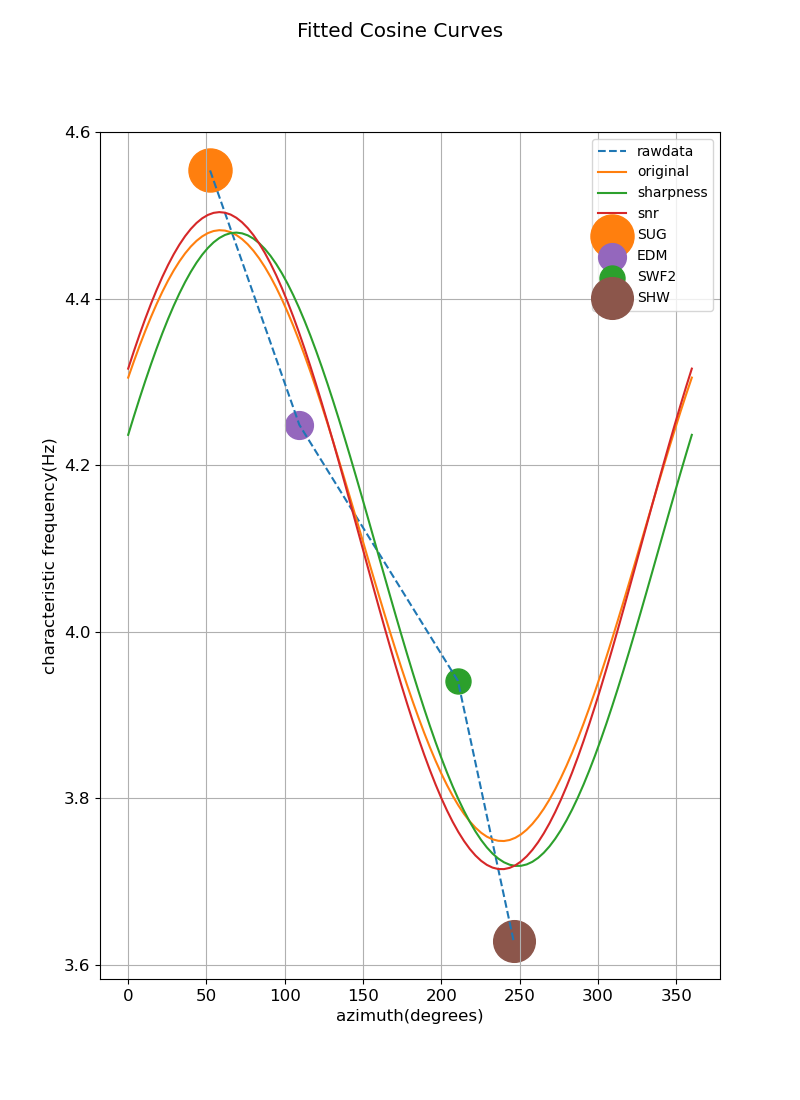 Fitted Cosine Curves
4.6
4.4
4.2
4.0
3.8
3.6
characteristic frequency(Hz)
rawdata
original
sharpness
snr
SUG
EDM
SWF2
SHW
0 50 100 150 200 250 300 350
azimuth(degrees)